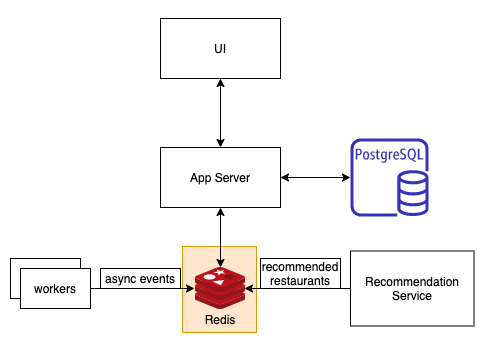 UI
App Server
PostgreSQL
workers
async events
Redis
recommended
restaurants
Recommendation
Service